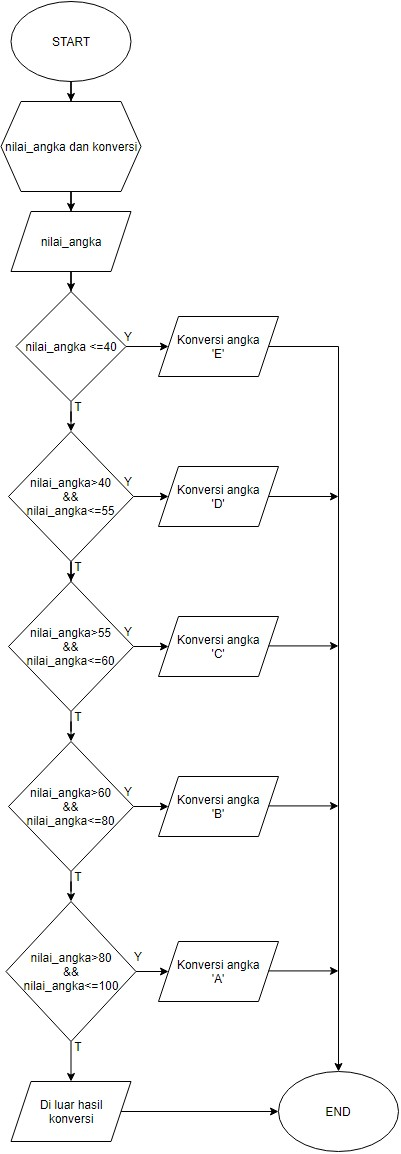 START
nilai_angka dan konversi
nilai_angka
nilai_angka <=40
Y
Konversi angka
'E'
T
nilai_angka>40
&&
nilai_angka<=55
Y
Konversi angka
'D'
T
nilai_angka>55
&&
nilai_angka<=60
Y
Konversi angka
'C'
T
nilai_angka>60
&&
nilai_angka<=80
Y
Konversi angka
'B'
T
nilai_angka>80
&&
nilai_angka<=100
Y
Konversi angka
'A'
T
Di luar hasil
konversi
END